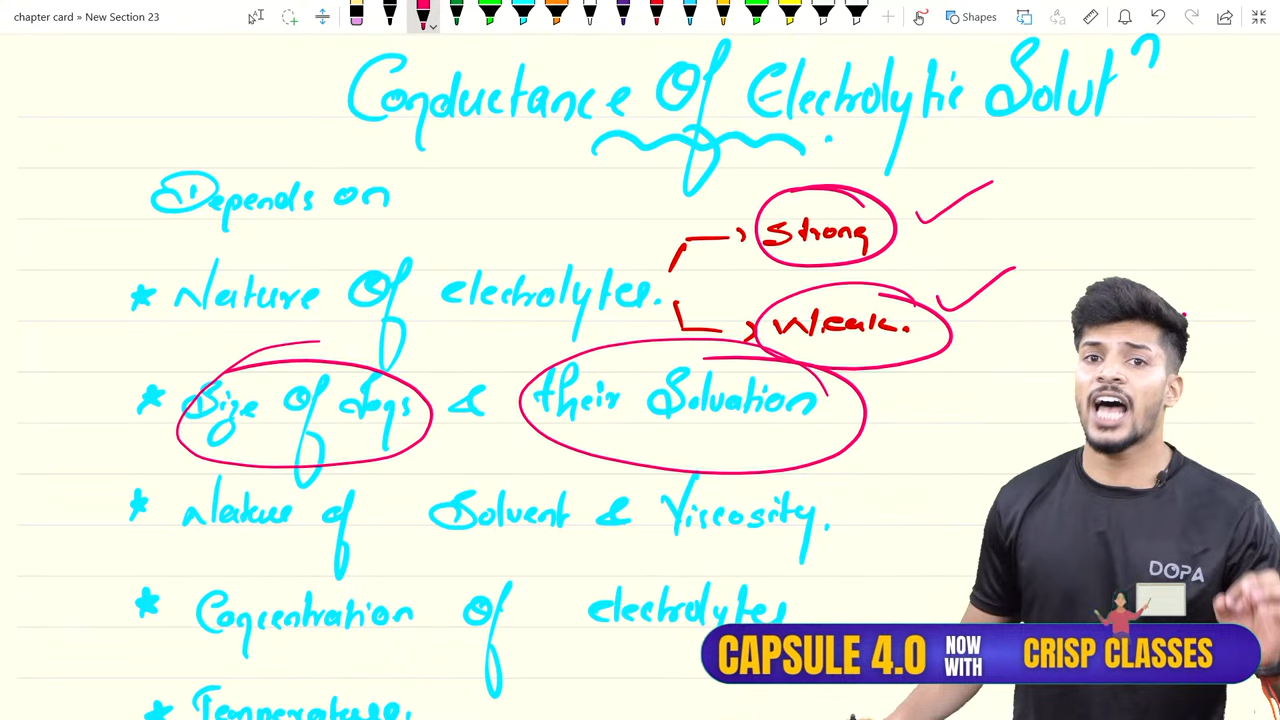 chapter card » New Section 23
Shapes
Conductance Of Electrolytic Solutⁿ
Depends on
* Nature Of electrolytes.
Strong
Weak.
* Size Of Ions & their Solvation
* Nature of Solvent & Viscosity.
* Concentration Of electrolytes
* Temperature.
DOPA
CAPSULE 4.0 NOW WITH CRISP CLASSES